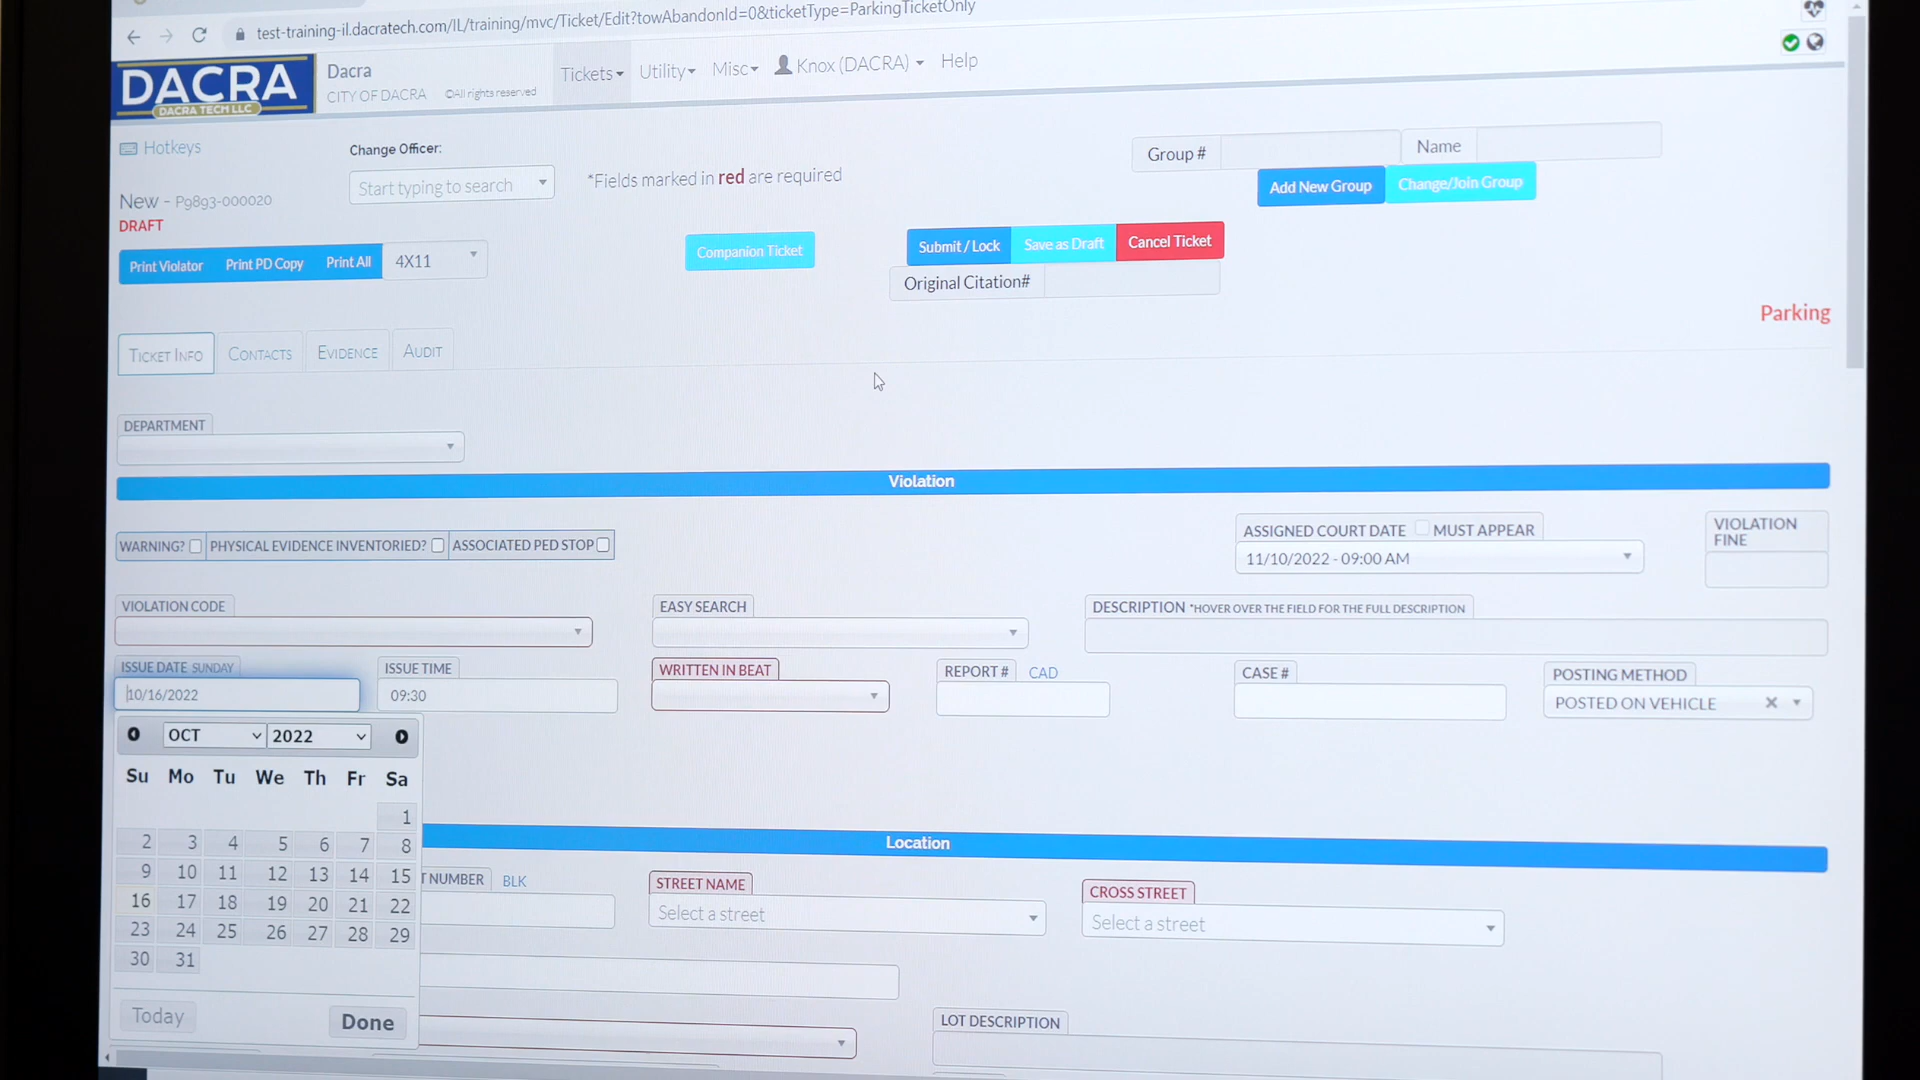 test-training-il.dacratech.com/IL/training/mvc/Ticket/Edit?towAbandonId=0&ticketType=ParkingTicketOnly
DACRA
DACRA TECH LLC
Dacra
CITY OF DACRA ©All rights reserved
Tickets Utility Misc Knox (DACRA) Help
Hotkeys
Change Officer:
Start typing to search
*Fields marked in red are required
Group # Name
Add New Group Change/Join Group
New - P9893-000020
DRAFT
Print Violator Print PD Copy Print All 4X11
Companion Ticket
Submit / Lock Save as Draft Cancel Ticket
Original Citation#
Parking
TICKET INFO CONTACTS EVIDENCE AUDIT
DEPARTMENT
Violation
WARNING? PHYSICAL EVIDENCE INVENTORIED? ASSOCIATED PED STOP
ASSIGNED COURT DATE MUST APPEAR
11/10/2022 - 09:00 AM
VIOLATION FINE
VIOLATION CODE EASY SEARCH DESCRIPTION *HOVER OVER THE FIELD FOR THE FULL DESCRIPTION
ISSUE DATE SUNDAY ISSUE TIME WRITTEN IN BEAT REPORT # CAD CASE # POSTING METHOD
10/16/2022 09:30 POSTED ON VEHICLE
OCT 2022
Su Mo Tu We Th Fr Sa
1
2 3 4 5 6 7 8
9 10 11 12 13 14 15
16 17 18 19 20 21 22
23 24 25 26 27 28 29
30 31
Today Done
Location
T NUMBER BLK STREET NAME CROSS STREET
Select a street Select a street
LOT DESCRIPTION